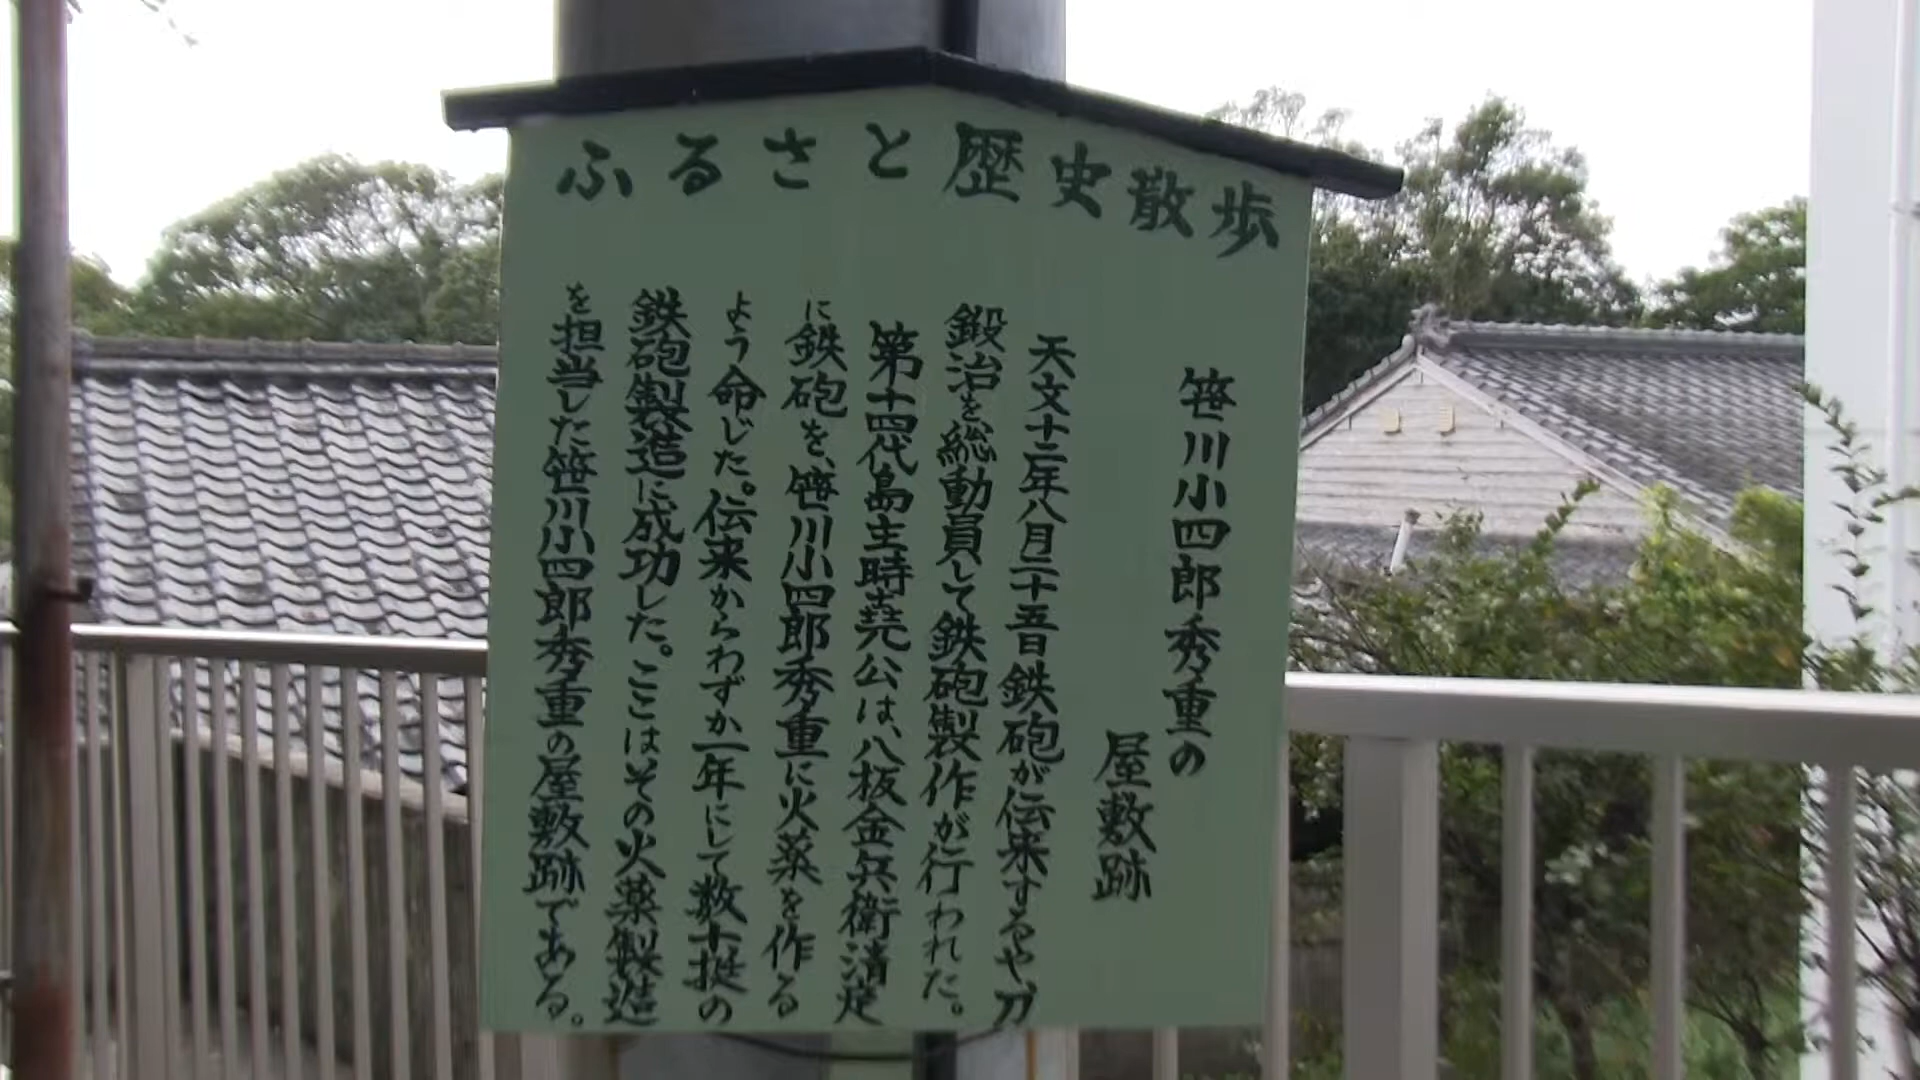 ふるさと歴史散歩
笹川小四郎秀重の
屋敷跡
天文十二年八月二十五日鉄砲が伝来するや刀
鍛冶を総動員して鉄砲製作が行われた。
第十四代島主時尭公は、八板金兵衛清定
に鉄砲を、笹川小四郎秀重に火薬を作る
よう命じた。伝来からわずか一年にして数十挺の
鉄砲製造に成功した。ここはその火薬製造
を担当した笹川小四郎秀重の屋敷跡である。